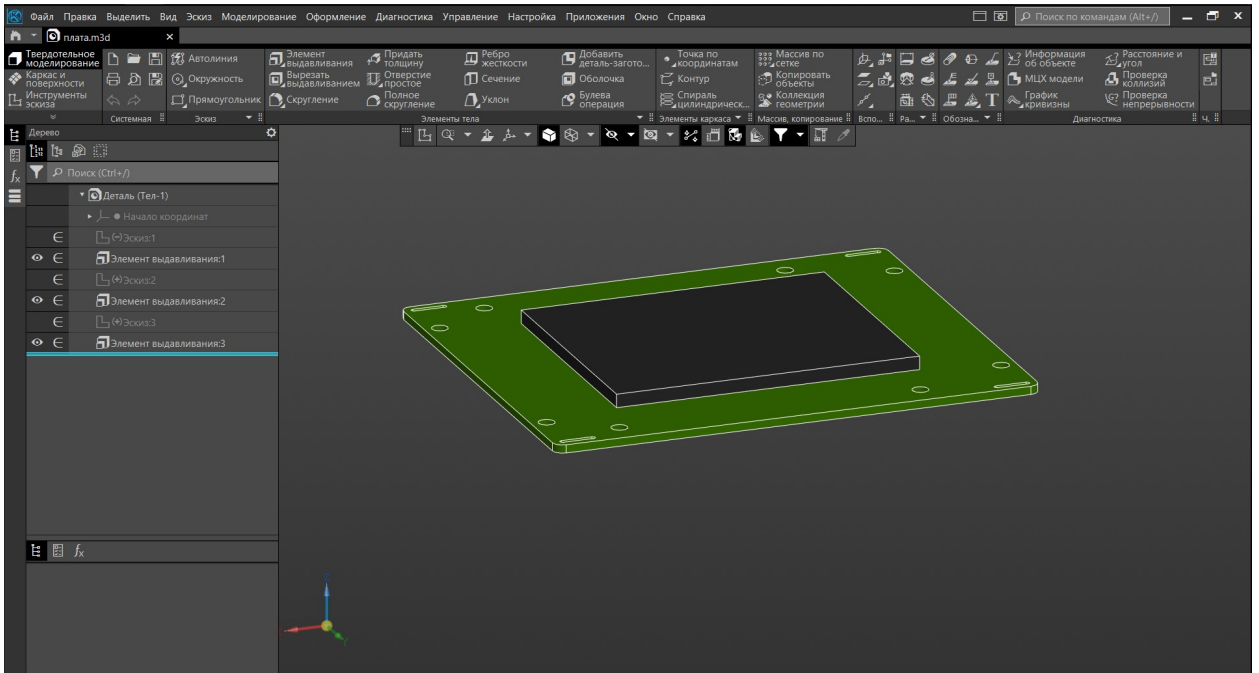 Файл Правка Выделить Вид Эскиз Моделирование Оформление Диагностика Управление Настройка Приложения Окно Справка
Поиск по командам (Alt+/)
плата.m3d
Твердотельное моделирование
Каркас и поверхности
Инструменты эскиза
Системная
Автолиния
Окружность
Прямоугольник
Эскиз
Элемент выдавливания
Вырезать выдавливанием
Скругление
Придать толщину
Отверстие простое
Полное скругление
Ребро жесткости
Сечение
Уклон
Добавить деталь-загото...
Оболочка
Булева операция
Элементы тела
Точка по координатам
Контур
Спираль цилиндрическ...
Элементы каркаса
Массив по сетке
Копировать объекты
Коллекция геометрии
Массив, копирование
Вспо...
Ра...
Обозна...
Информация об объекте
МЦХ модели
График кривизны
Расстояние и угол
Проверка коллизий
Проверка непрерывности
Диагностика
Ч.
Дерево
Поиск (Ctrl+/)
Деталь (Тел-1)
Начало координат
(-)Эскиз:1
Элемент выдавливания:1
(+)Эскиз:2
Элемент выдавливания:2
(+)Эскиз:3
Элемент выдавливания:3